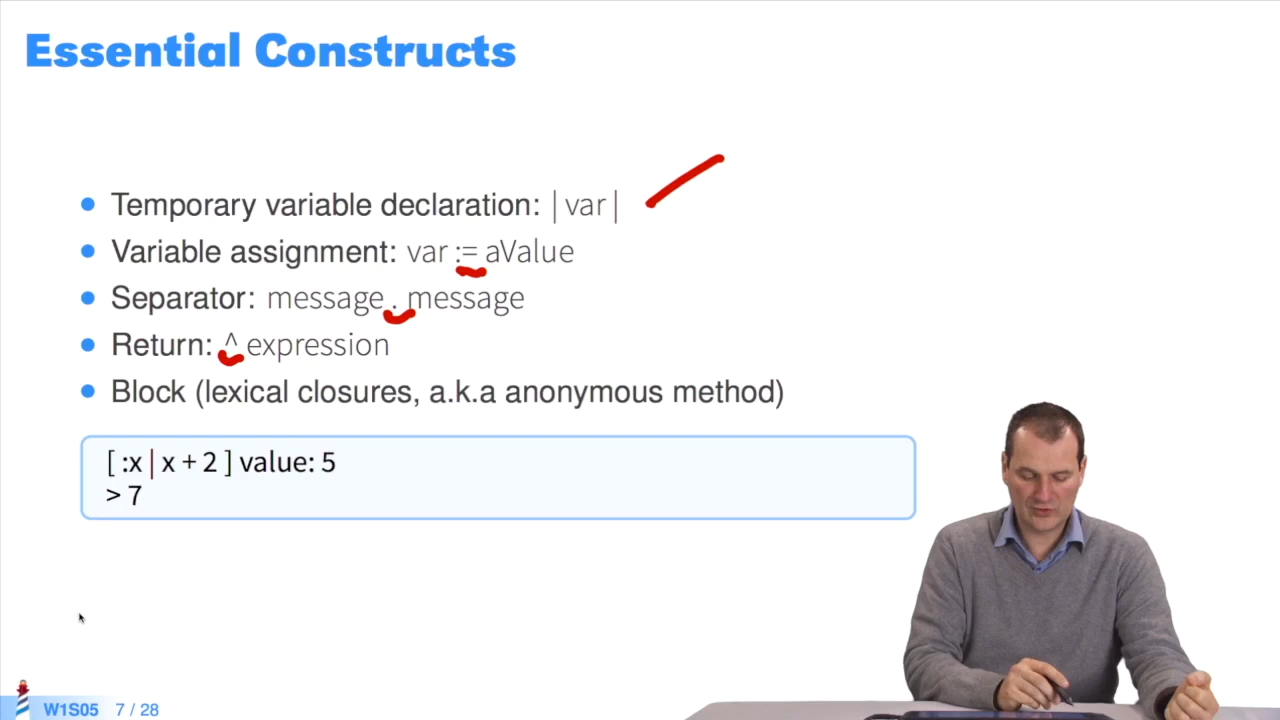 Essential Constructs
Temporary variable declaration: | var |
Variable assignment: var := aValue
Separator: message . message
Return: ^ expression
Block (lexical closures, a.k.a anonymous method)
[ :x | x + 2 ] value: 5
> 7
W1S05 7 / 28